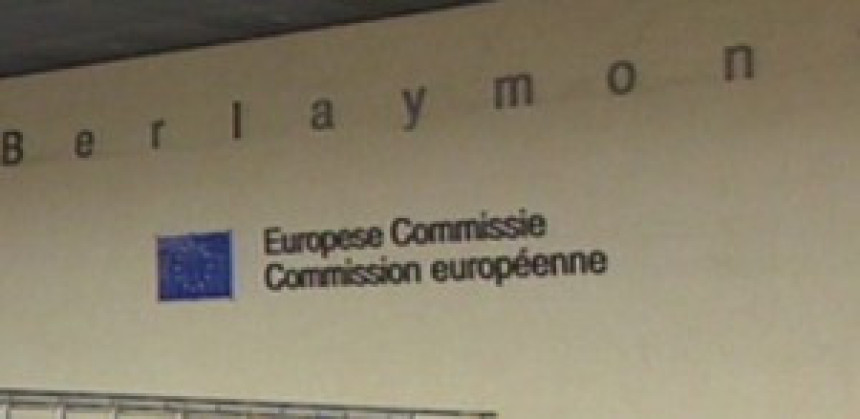 Berlaymon
Europese Commissie
Commission européenne